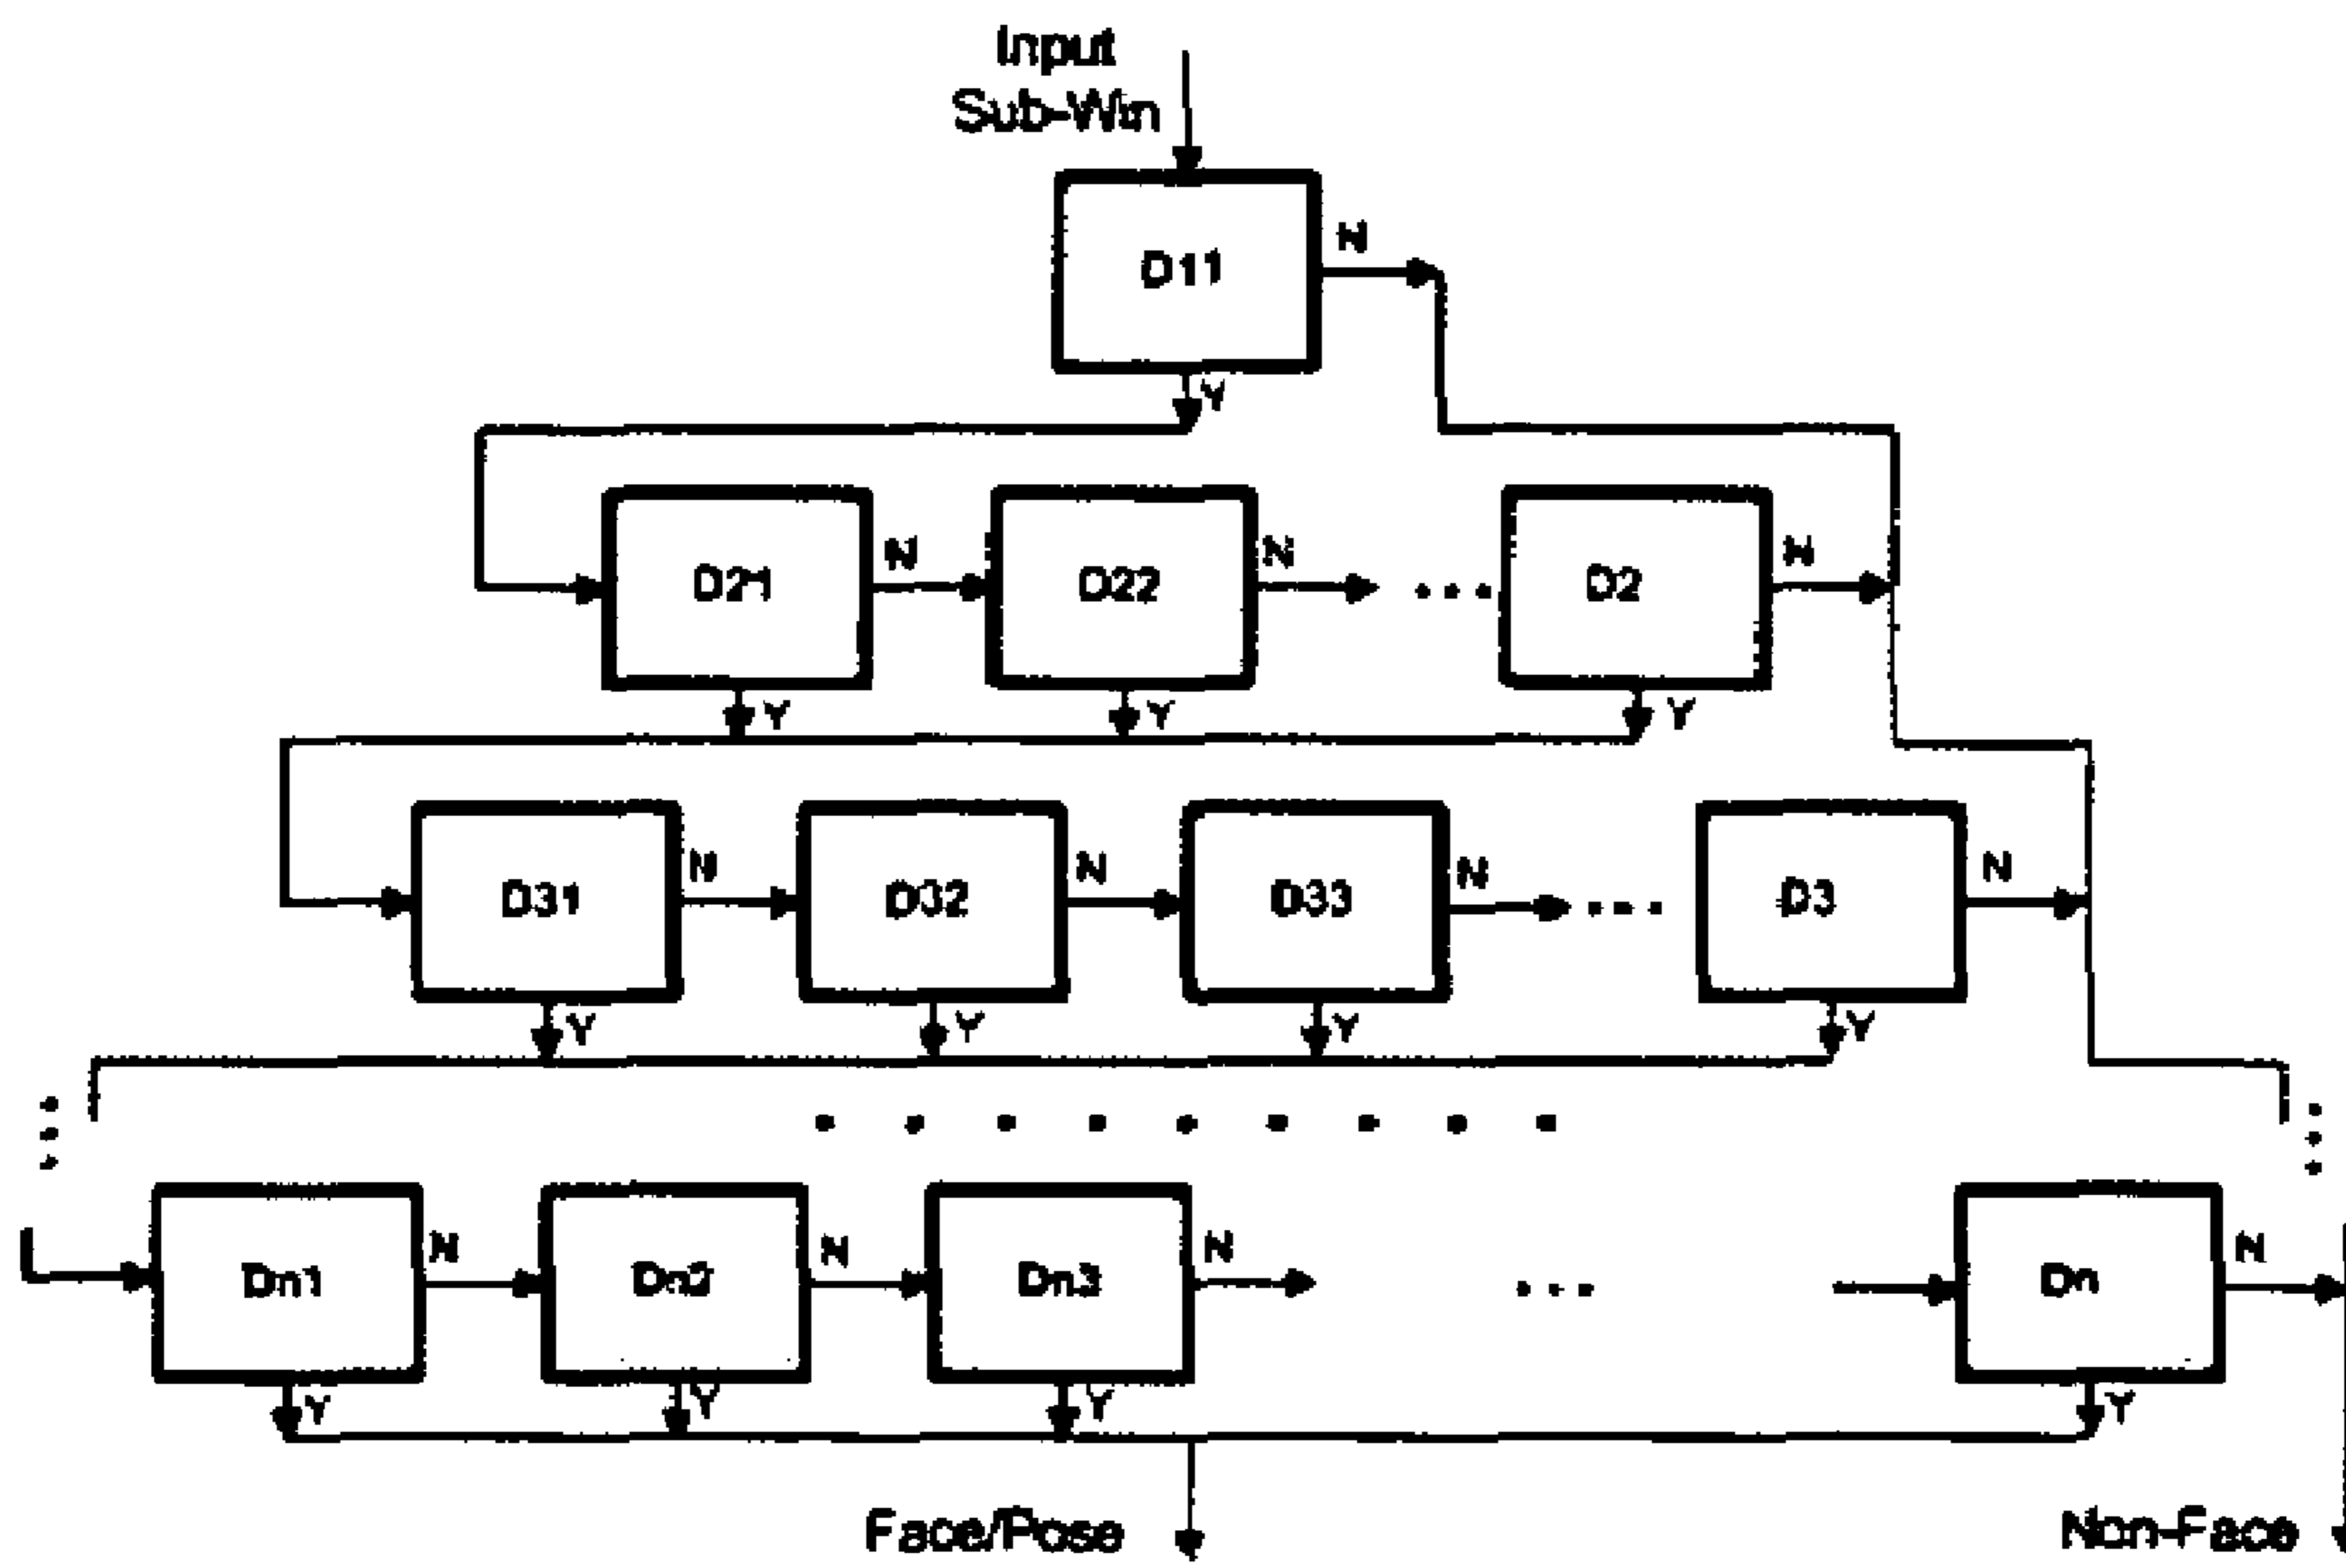 Input
Sub-Win
D11
N
Y
D21
N
D22
N
...
D2
N
Y
Y
Y
D31
N
D32
N
D33
N
...
D3
N
Y
Y
Y
Y
Dn1
N
Dn2
N
Dn3
N
...
Dn
N
Y
Y
Y
Y
Face/Pose
Non-Face